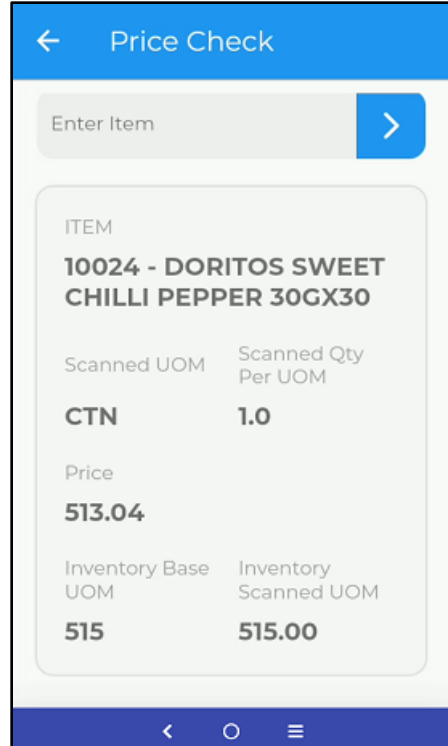 Price Check
Enter Item
ITEM
10024 - DORITOS SWEET
CHILLI PEPPER 30GX30
Scanned UOM
Scanned Qty
Per UOM
CTN
1.0
Price
513.04
Inventory Base
UOM
Inventory
Scanned UOM
515
515.00